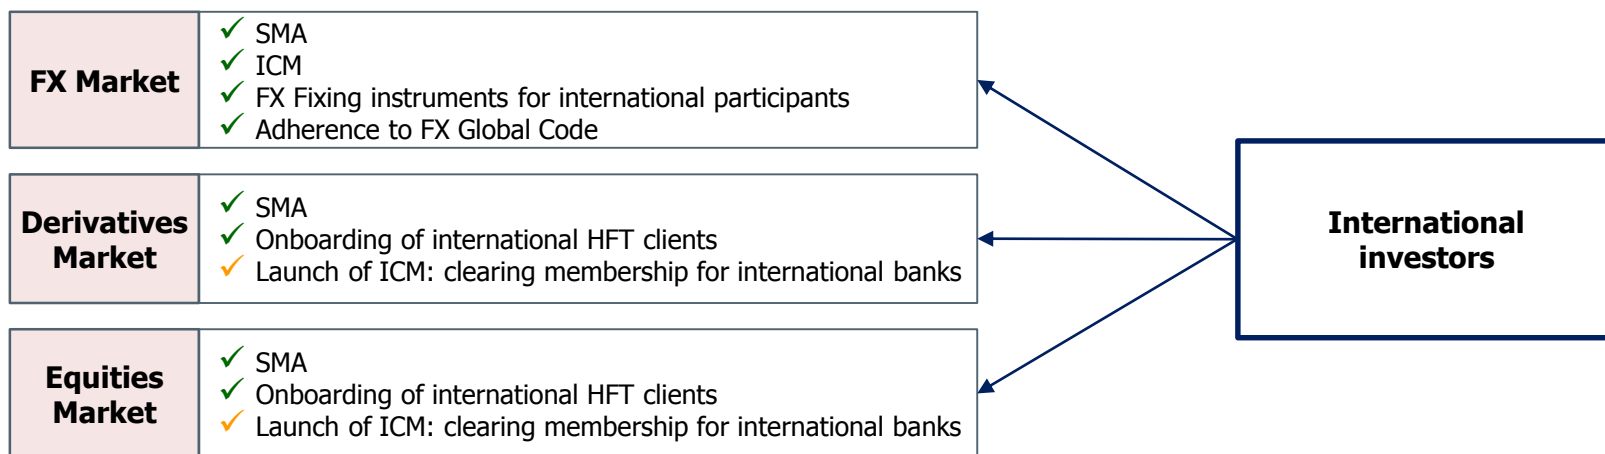 FX Market
SMA
ICM
FX Fixing instruments for international participants
Adherence to FX Global Code
Derivatives
Market
SMA
Onboarding of international HFT clients
Launch of ICM: clearing membership for international banks
Equities
Market
SMA
Onboarding of international HFT clients
Launch of ICM: clearing membership for international banks
International
investors